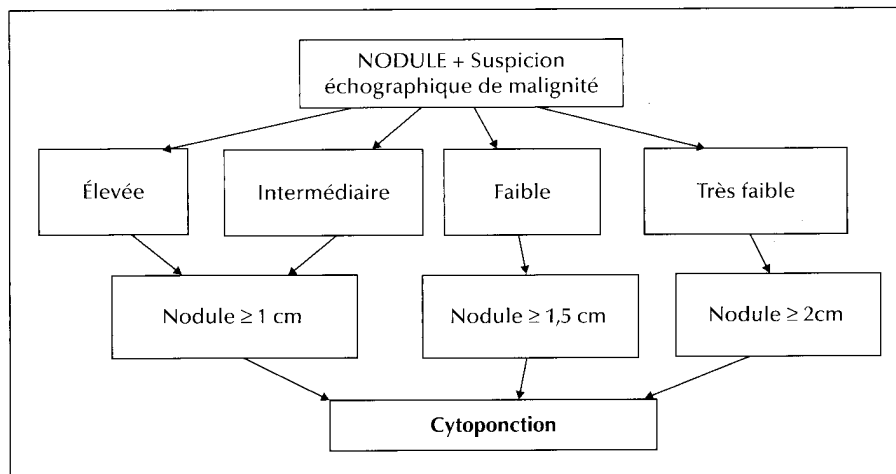 NODULE + Suspicion
échographique de malignité
Élevée
Intermédiaire
Faible
Très faible
Nodule ≥ 1 cm
Nodule ≥ 1,5 cm
Nodule ≥ 2cm
Cytoponction